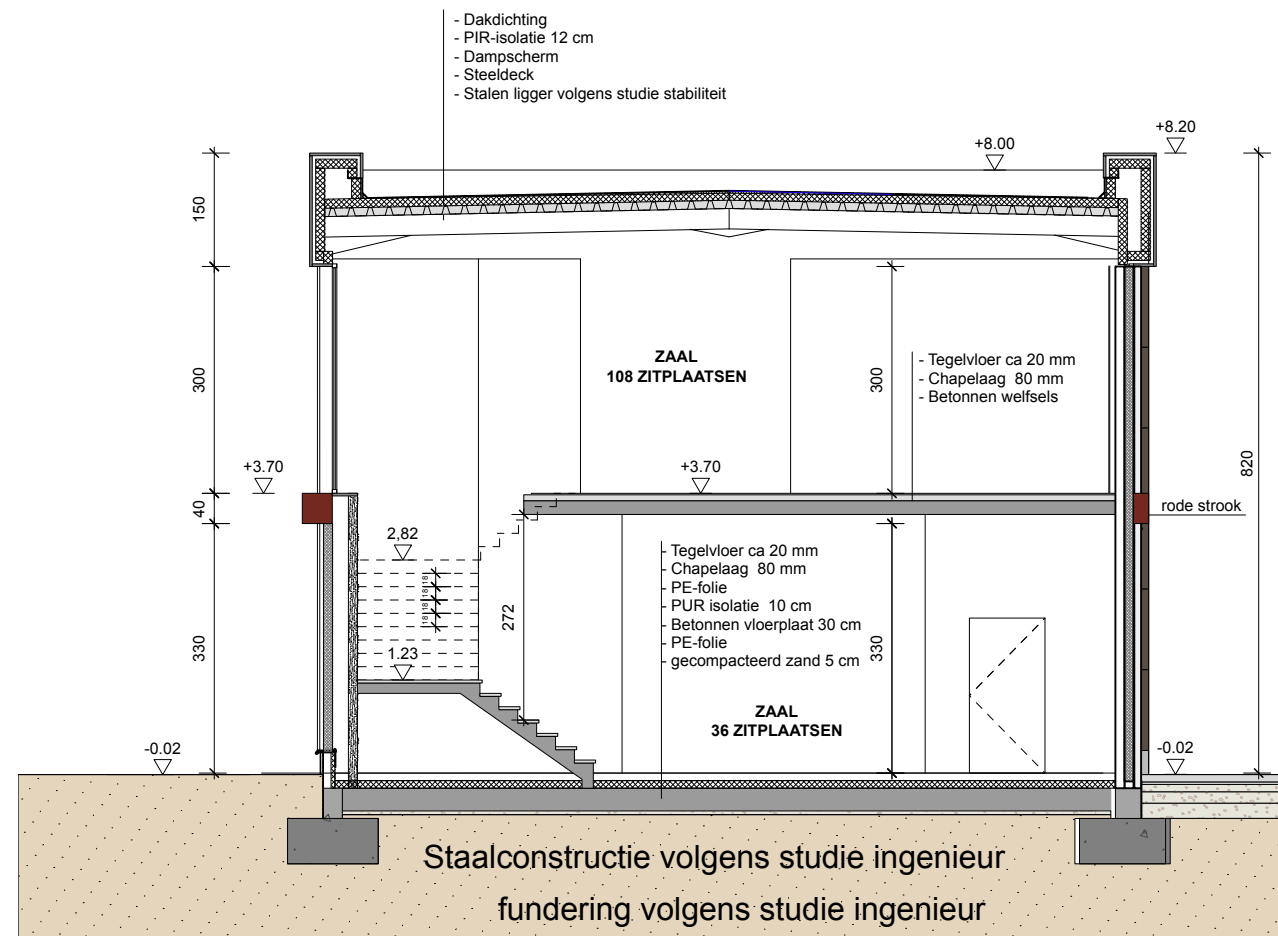 - Dakdichting
- PIR-isolatie 12 cm
- Dampscherm
- Steeldeck
- Stalen ligger volgens studie stabiliteit
+8.20
+8.00
150
ZAAL
108 ZITPLAATSEN
300
300
- Tegelvloer ca 20 mm
- Chapelaag 80 mm
- Betonnen welfsels
820
+3.70
+3.70
40
rode strook
2,82
18 18 18 18
272
- Tegelvloer ca 20 mm
- Chapelaag 80 mm
- PE-folie
- PUR isolatie 10 cm
- Betonnen vloerplaat 30 cm
- PE-folie
- gecompacteerd zand 5 cm
330
330
1.23
ZAAL
36 ZITPLAATSEN
-0.02
-0.02
Staalconstructie volgens studie ingenieur
fundering volgens studie ingenieur